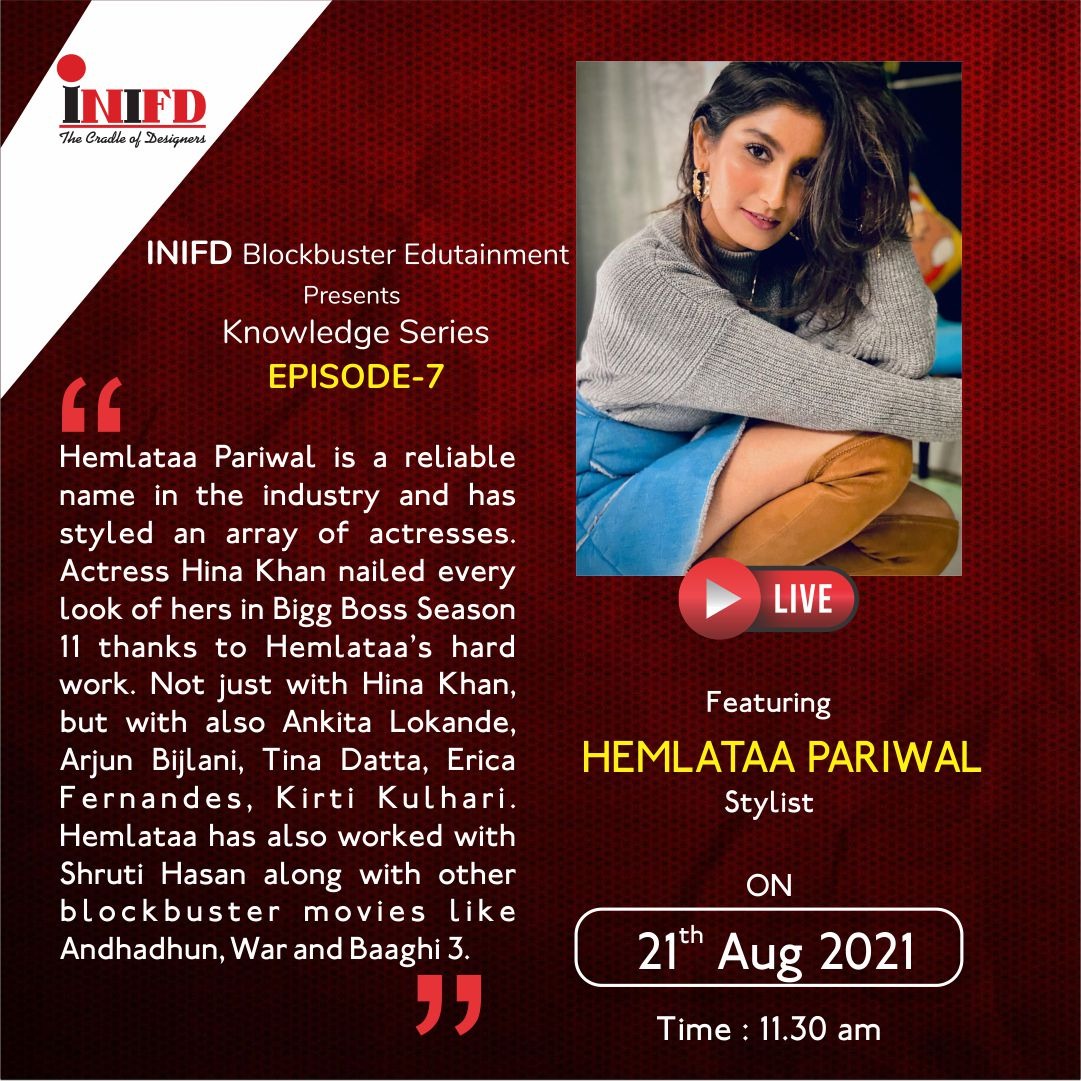 iNIFD
The Cradle of Designers
INIFD Blockbuster Edutainment
Presents
Knowledge Series
EPISODE-7
“
Hemlataa Pariwal is a reliable
name in the industry and has
styled an array of actresses.
Actress Hina Khan nailed every
look of hers in Bigg Boss Season
11 thanks to Hemlataa’s hard
work. Not just with Hina Khan,
but with also Ankita Lokande,
Arjun Bijlani, Tina Datta, Erica
Fernandes, Kirti Kulhari.
Hemlataa has also worked with
Shruti Hasan along with other
blockbuster movies like
Andhadhun, War and Baaghi 3.
”
LIVE
Featuring
HEMLATAA PARIWAL
Stylist
ON
21th Aug 2021
Time : 11.30 am